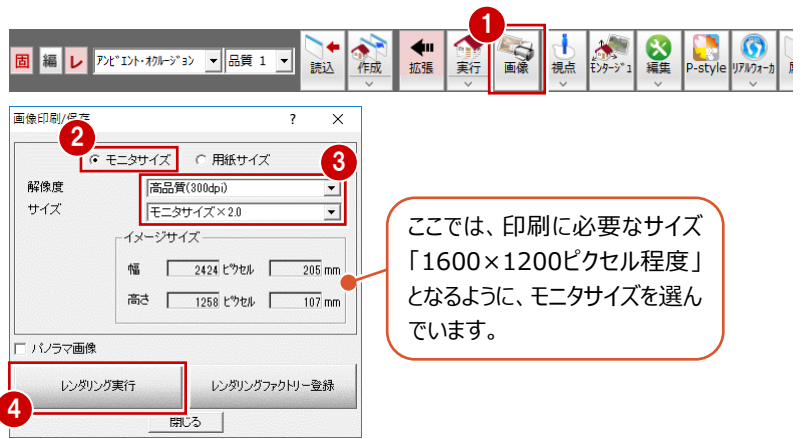 1
固 編 レ ｱﾝﾋﾞｴﾝﾄ･ｵｸﾙｰｼﾞｮﾝ 品質 1 読込 作成 拡張 実行 画像 視点 ﾓﾝﾀｰｼﾞ1 編集 P-style ﾘｱﾙｳｫｰｶ
画像印刷/保存 ? ×
2
モニタサイズ 用紙サイズ
3
解像度 高品質(300dpi)
サイズ モニタサイズ×2.0
イメージサイズ
幅 2424 ﾋﾟｸｾﾙ 205 mm
高さ 1258 ﾋﾟｸｾﾙ 107 mm
パノラマ画像
レンダリング実行 レンダリングファクトリー登録
4
閉じる
ここでは、印刷に必要なサイズ
「1600×1200ピクセル程度」
となるように、モニタサイズを選ん
でいます。